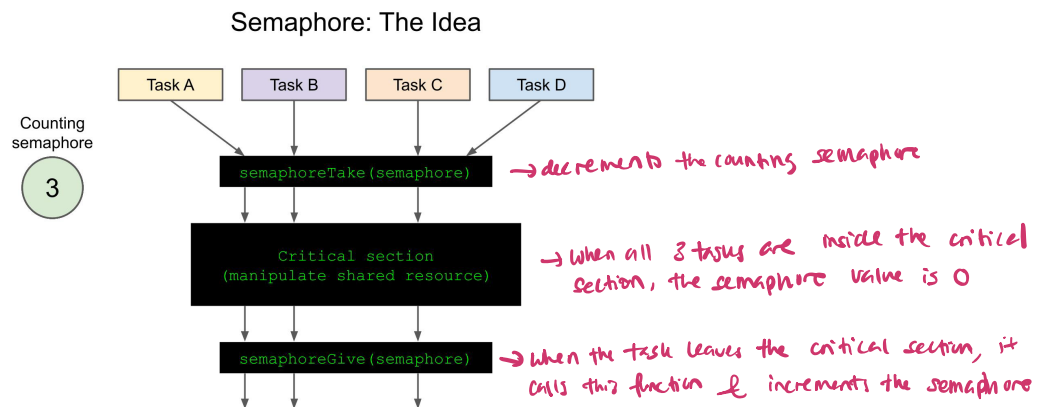 Semaphore: The Idea
Task A
Task B
Task C
Task D
Counting
semaphore
3
semaphoreTake(semaphore)
→ decrements the counting semaphore
Critical section
(manipulate shared resource)
→ When all 3 tasks are inside the critical
section, the semaphore value is 0
semaphoreGive(semaphore)
→ When the task leaves the critical section, it
calls this function & increments the semaphore